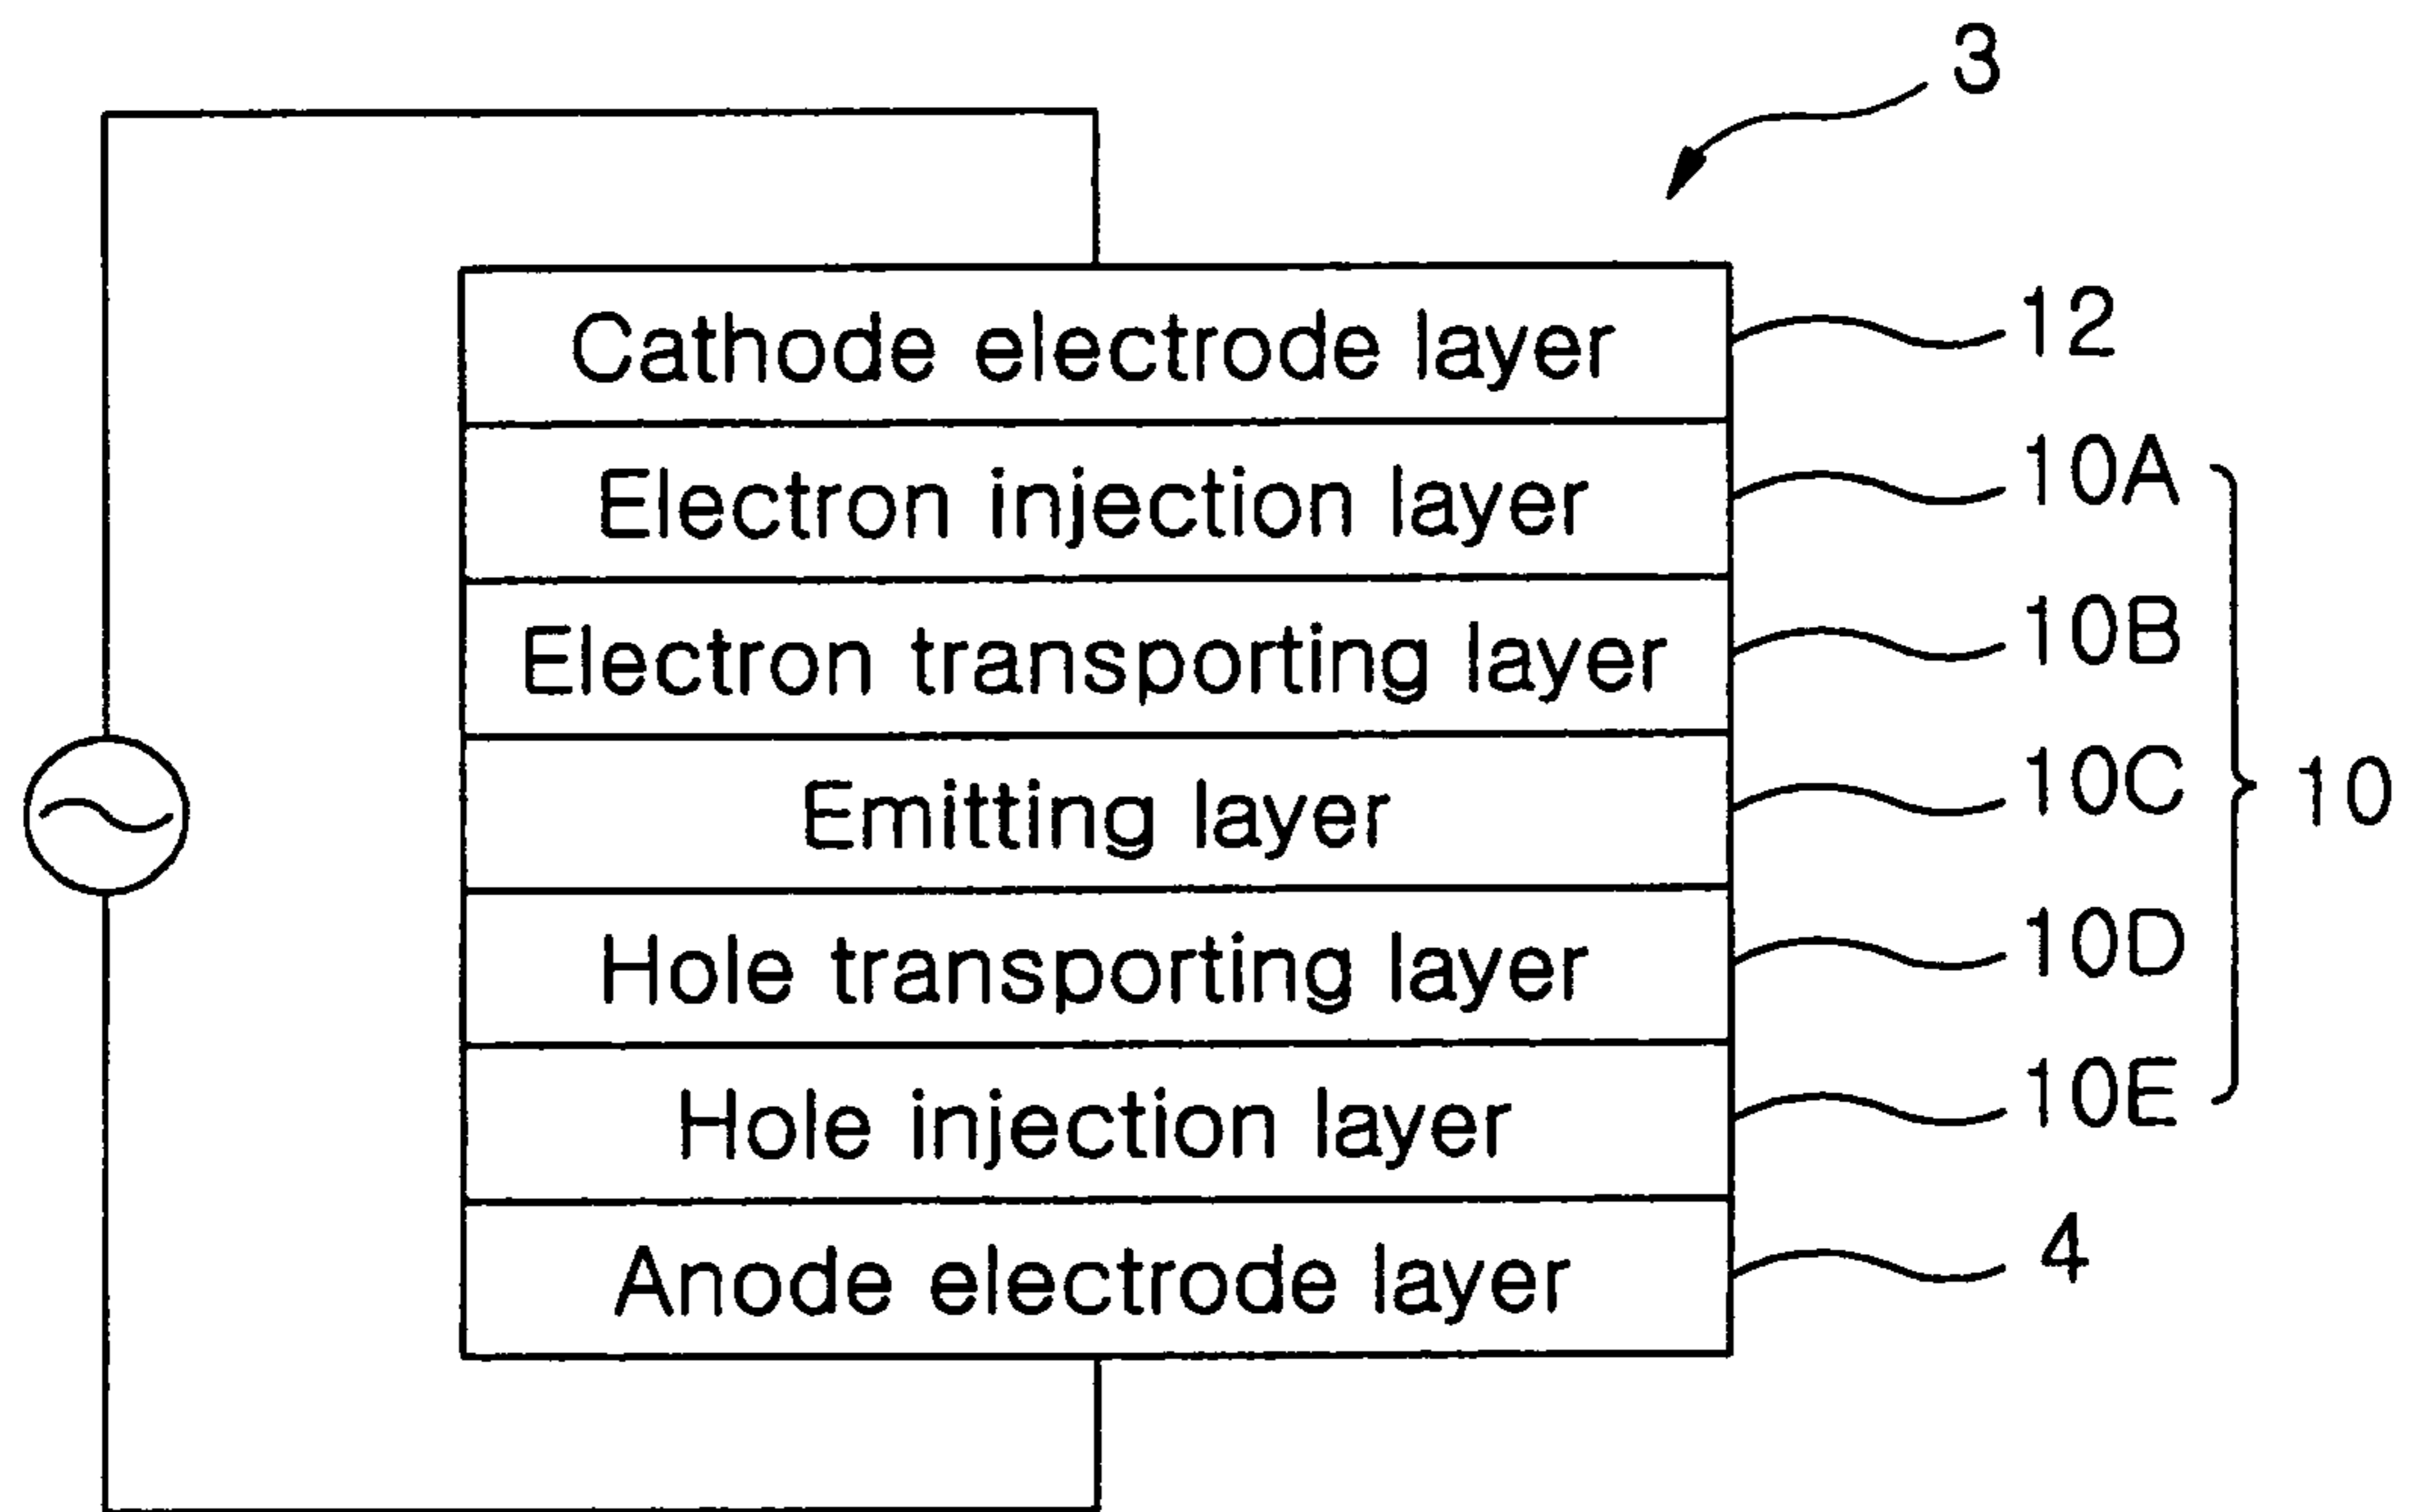 3
Cathode electrode layer 12
Electron injection layer 10A
Electron transporting layer 10B
Emitting layer 10C
10
Hole transporting layer 10D
Hole injection layer 10E
Anode electrode layer 4